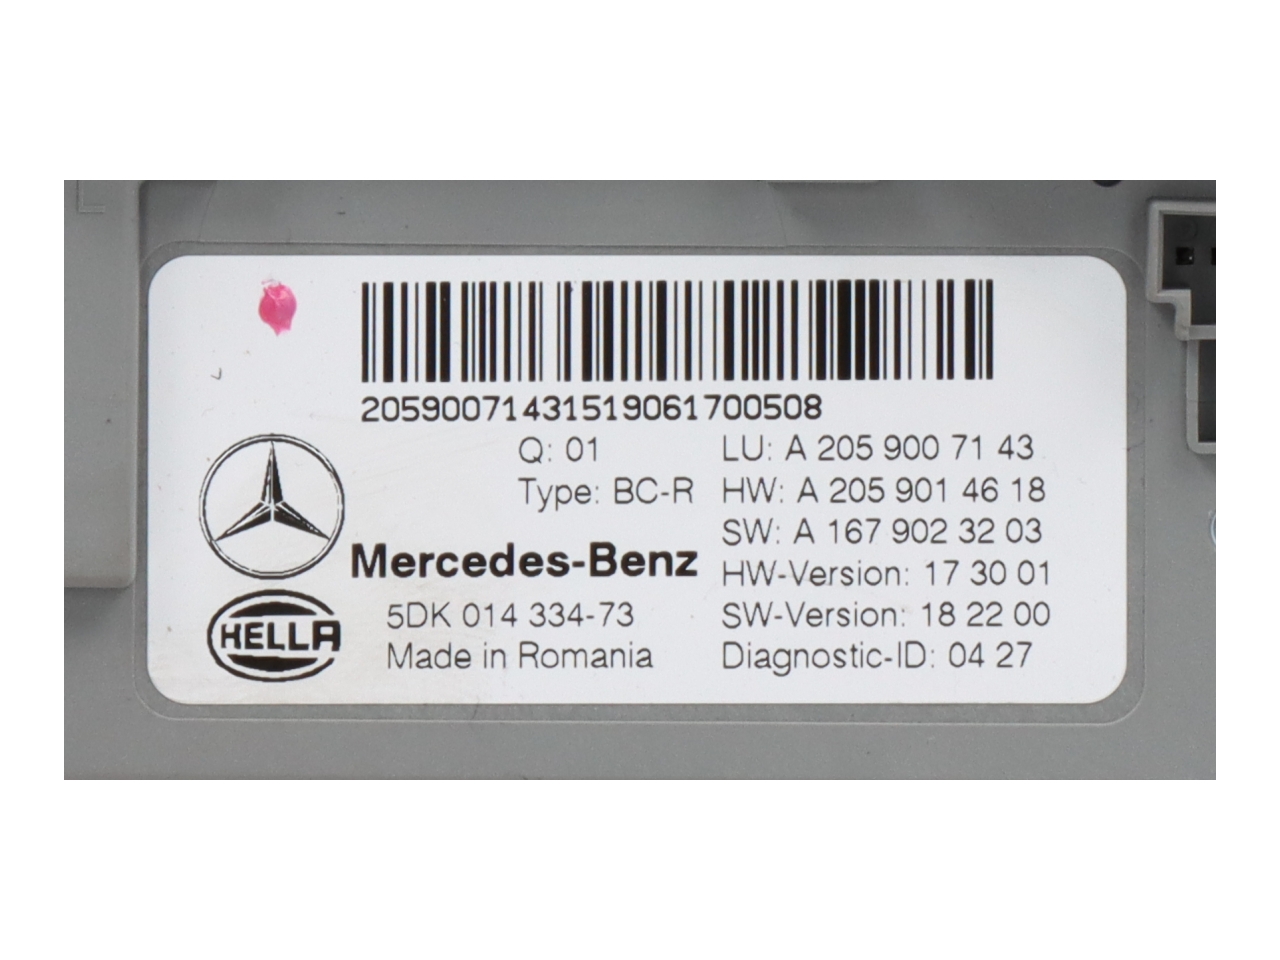 20590071431519061700508
Q: 01
LU: A 205 900 71 43
Type: BC-R
HW: A 205 901 46 18
SW: A 167 902 32 03
Mercedes-Benz
HW-Version: 17 30 01
HELLA
5DK 014 334-73
SW-Version: 18 22 00
Made in Romania
Diagnostic-ID: 04 27